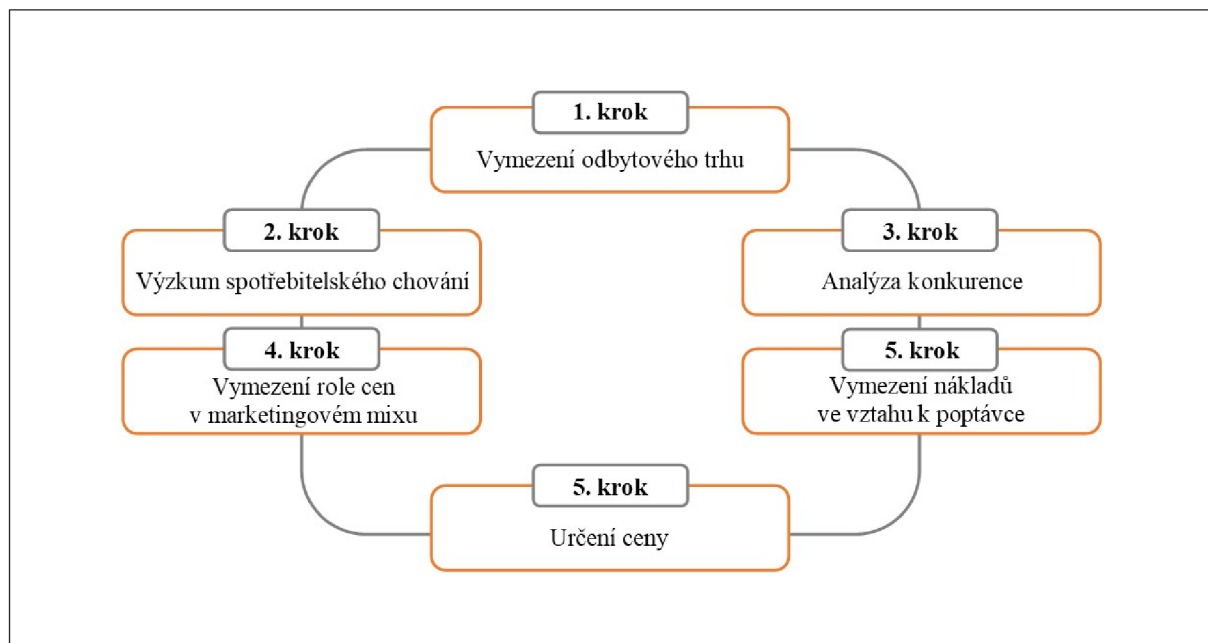 1. krok
Vymezení odbytového trhu
2. krok
Výzkum spotřebitelského chování
3. krok
Analýza konkurence
4. krok
Vymezení role cen
v marketingovém mixu
5. krok
Vymezení nákladů
ve vztahu k poptávce
5. krok
Určení ceny